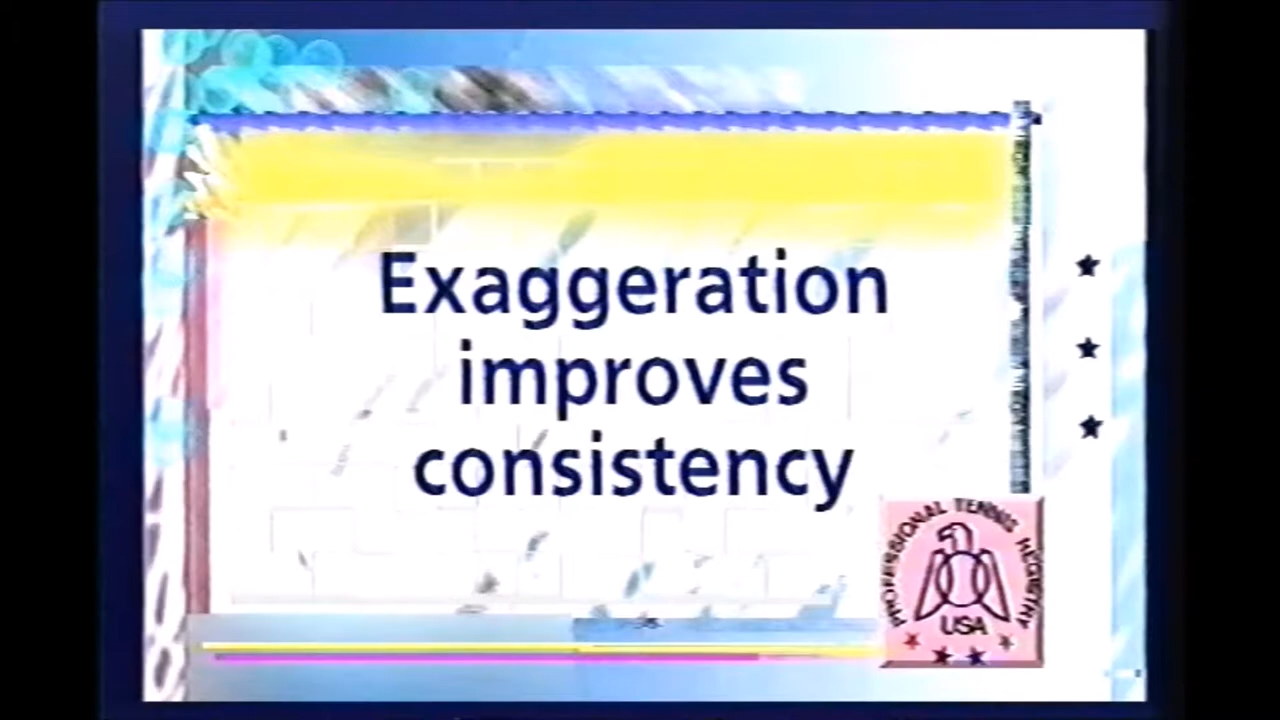 Exaggeration
improves
consistency
PROFESSIONAL TENNIS REGISTRY
USA